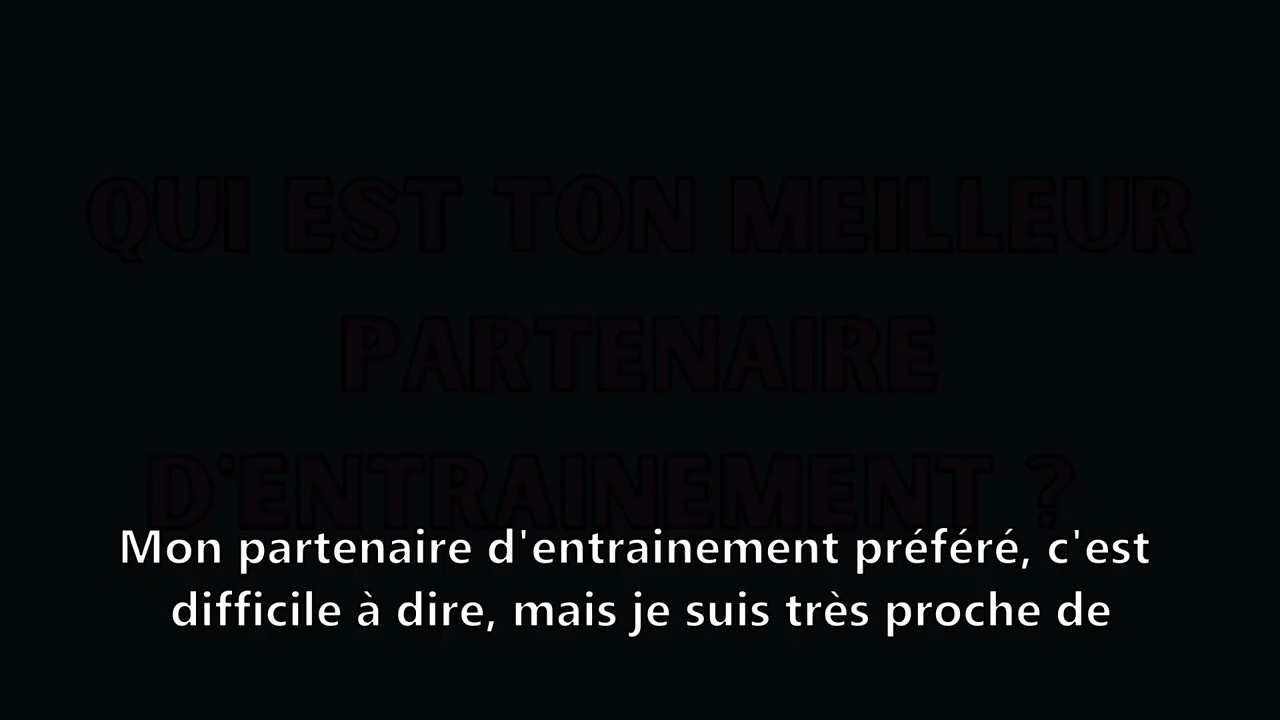 QUI EST TON MEILLEUR
PARTENAIRE
D'ENTRAINEMENT ?
Mon partenaire d'entrainement préféré, c'est
difficile à dire, mais je suis très proche de